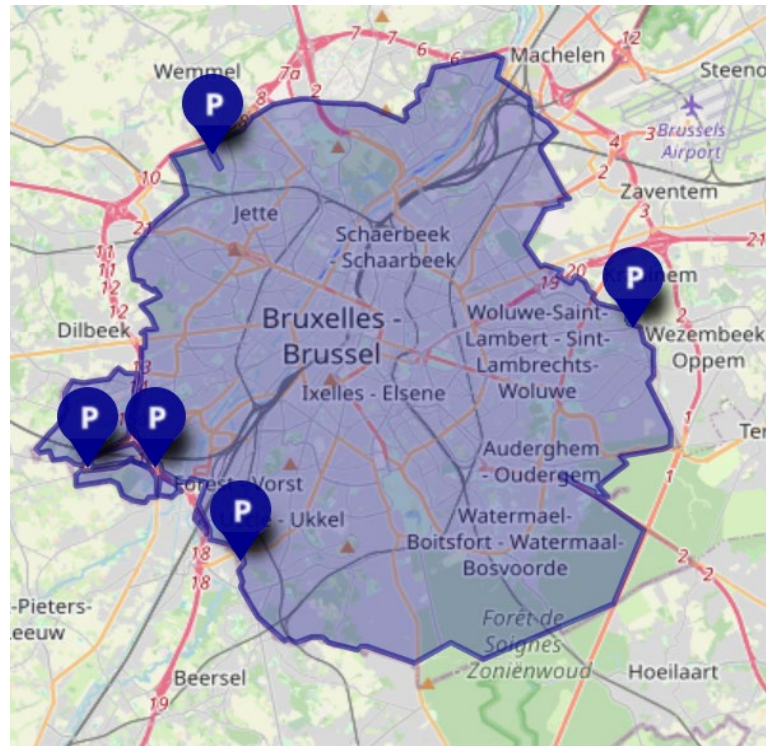 Machelen
12
7
7
6
6
7a
Wemmel
8
2
8
Steeno
P
4
3
Brussels
Airport
2
10
Zaventem
3
Jette
21
Schaerbeek
Schaarbeek
21
11
11
12
12
20
19
P
2
Dilbeek
Bruxelles -
Brussel
Woluwe-Saint-
Lambert - Sint-
Lambrechts-
Woluwe
Wezembeek
Oppem
Ixelles - Elsene
13
P
P
1
Auderghem
- Oudergem
1
Forest - Vorst
P
- Ukkel
Watermael-
Boitsfort - Watermaal-
Bosvoorde
18
18
2
2
-Pieters-
Leeuw
Forêt de
Soignes
- Zoniënwoud
Hoeilaart
Beersel
19